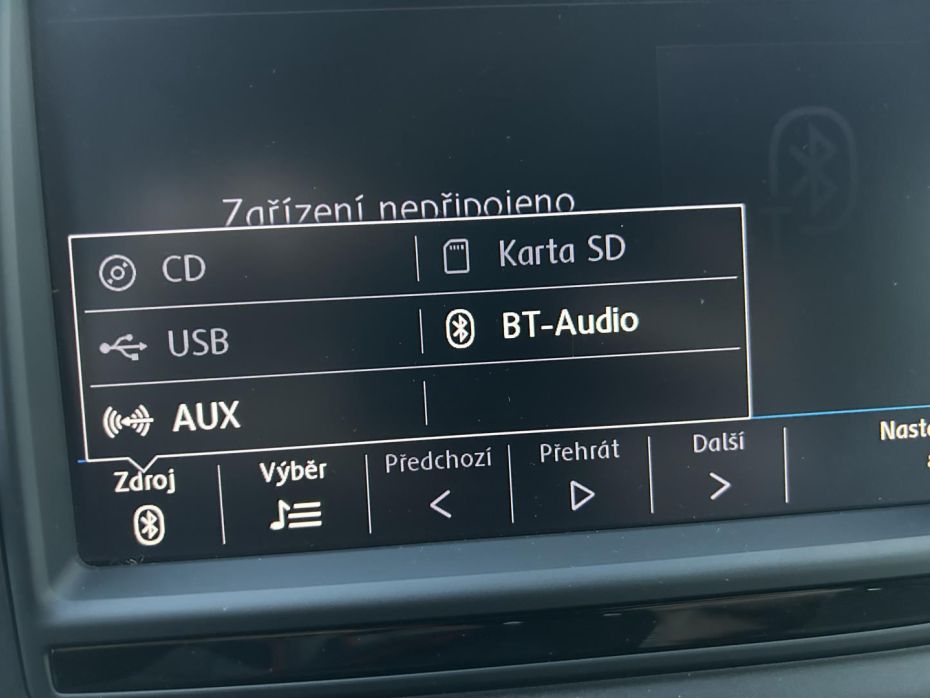 Zařízení nepřipojeno
CD
Karta SD
USB
BT-Audio
AUX
Zdroj
Výběr
Předchozí
Přehrát
Další